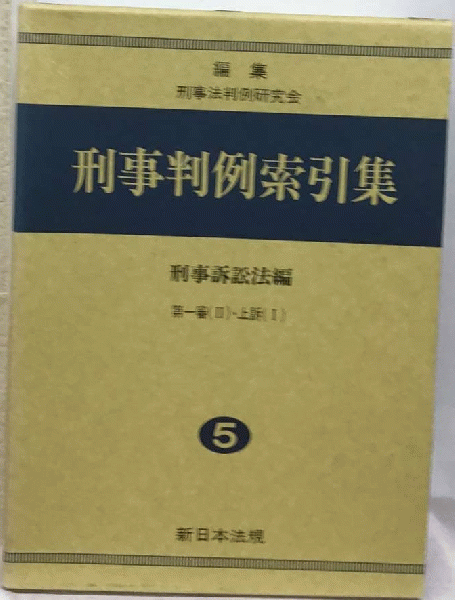 編集
刑事法判例研究会
刑事判例索引集
刑事訴訟法編
第一審(Ⅱ)・上訴(Ⅰ)
5
新日本法規